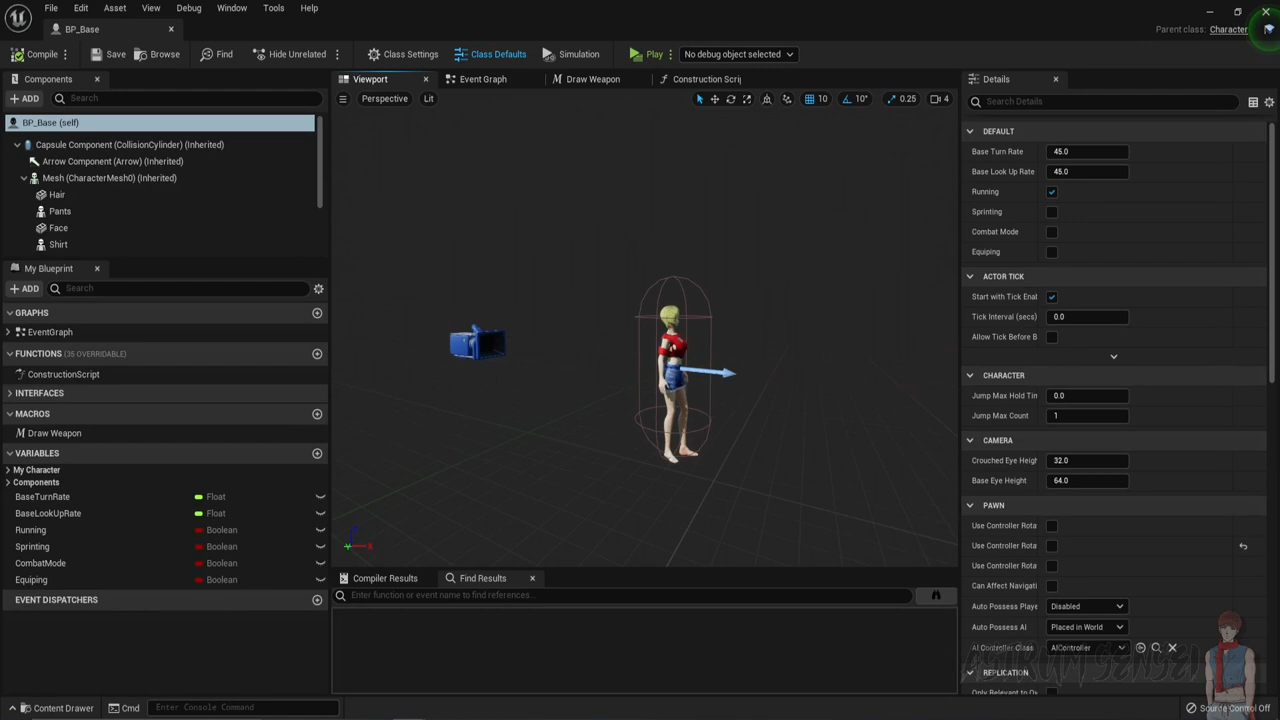 File Edit Asset View Debug Window Tools Help
BP_Base
Parent class: Character
Compile Save Browse Find Hide Unrelated Class Settings Class Defaults Simulation Play No debug object selected
Components
Viewport Event Graph Draw Weapon Construction Scrip
Details
ADD Search
Perspective Lit
10 10° 0.25 4
Search Details
BP_Base (self)
Capsule Component (CollisionCylinder) (Inherited)
Arrow Component (Arrow) (Inherited)
Mesh (CharacterMesh0) (Inherited)
Hair
Pants
Face
Shirt
My Blueprint
ADD Search
GRAPHS
EventGraph
FUNCTIONS (35 OVERRIDABLE)
ConstructionScript
INTERFACES
MACROS
Draw Weapon
VARIABLES
My Character
Components
BaseTurnRate Float
BaseLookUpRate Float
Running Boolean
Sprinting Boolean
CombatMode Boolean
Equiping Boolean
EVENT DISPATCHERS
Z
Y X
Compiler Results Find Results
Enter function or event name to find references...
DEFAULT
Base Turn Rate 45.0
Base Look Up Rate 45.0
Running
Sprinting
Combat Mode
Equiping
ACTOR TICK
Start with Tick Enal
Tick Interval (secs) 0.0
Allow Tick Before B
CHARACTER
Jump Max Hold Tin 0.0
Jump Max Count 1
CAMERA
Crouched Eye Heigh 32.0
Base Eye Height 64.0
PAWN
Use Controller Rota
Use Controller Rota
Use Controller Rota
Can Affect Navigati
Auto Possess Playe Disabled
Auto Possess AI Placed in World
AI Controller Class AIController
ASTRUM SENSEI
REPLICATION
Only Relevant to Ov
Content Drawer Cmd Enter Console Command
Source Control Off